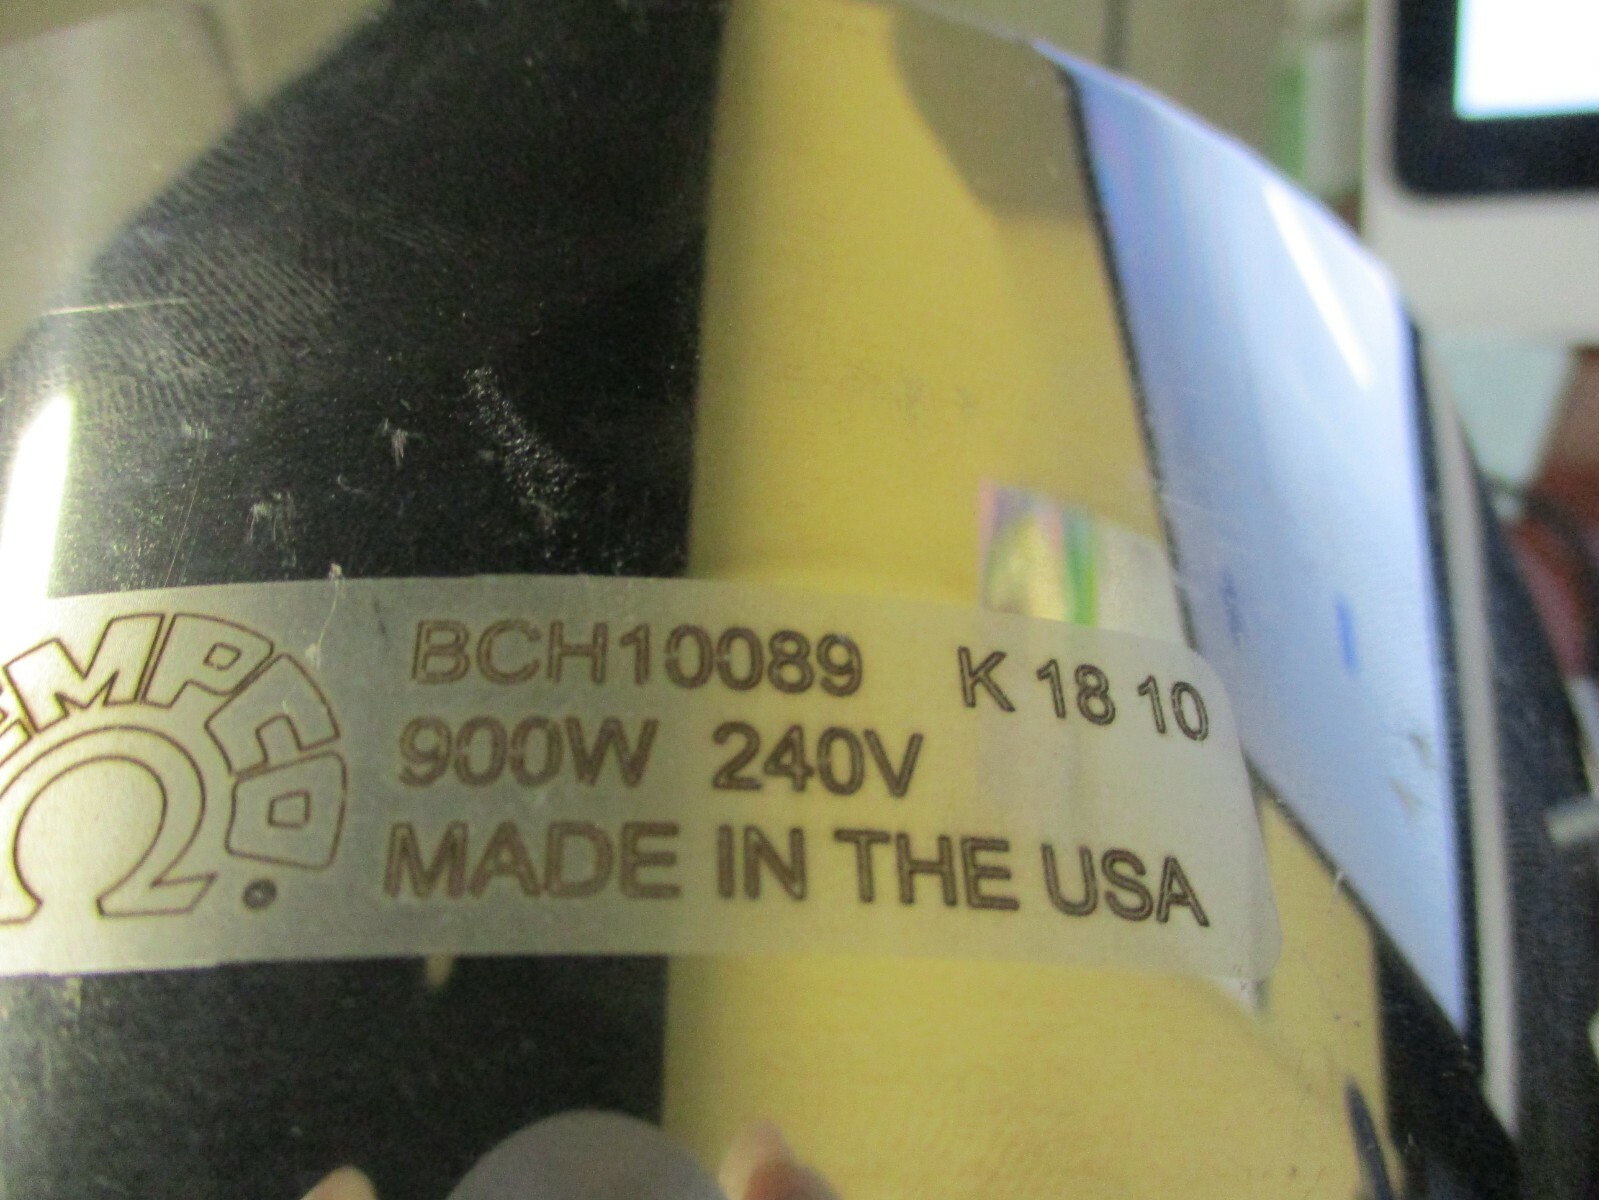 EMPCO
Ω
BCH10089 K 18 10
900W 240V
MADE IN THE USA